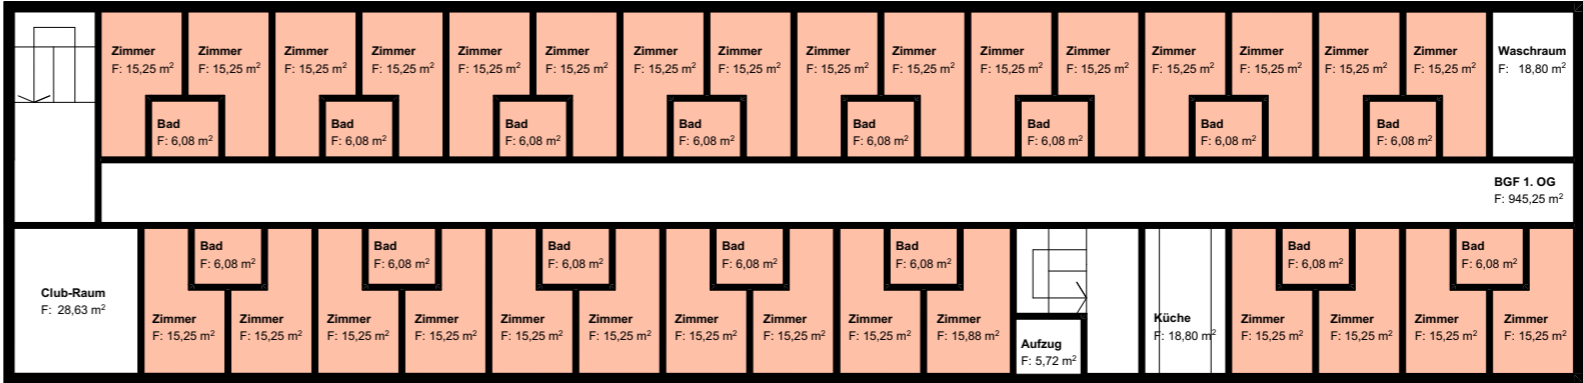 Zimmer
F: 15,25 m²
Zimmer
F: 15,25 m²
Zimmer
F: 15,25 m²
Zimmer
F: 15,25 m²
Zimmer
F: 15,25 m²
Zimmer
F: 15,25 m²
Zimmer
F: 15,25 m²
Zimmer
F: 15,25 m²
Zimmer
F: 15,25 m²
Zimmer
F: 15,25 m²
Zimmer
F: 15,25 m²
Zimmer
F: 15,25 m²
Zimmer
F: 15,25 m²
Zimmer
F: 15,25 m²
Zimmer
F: 15,25 m²
Zimmer
F: 15,25 m²
Waschraum
F: 18,80 m²
Bad
F: 6,08 m²
Bad
F: 6,08 m²
Bad
F: 6,08 m²
Bad
F: 6,08 m²
Bad
F: 6,08 m²
Bad
F: 6,08 m²
Bad
F: 6,08 m²
Bad
F: 6,08 m²
BGF 1. OG
F: 945,25 m²
Bad
F: 6,08 m²
Bad
F: 6,08 m²
Bad
F: 6,08 m²
Bad
F: 6,08 m²
Bad
F: 6,08 m²
Bad
F: 6,08 m²
Bad
F: 6,08 m²
Club-Raum
F: 28,63 m²
Zimmer
F: 15,25 m²
Zimmer
F: 15,25 m²
Zimmer
F: 15,25 m²
Zimmer
F: 15,25 m²
Zimmer
F: 15,25 m²
Zimmer
F: 15,25 m²
Zimmer
F: 15,25 m²
Zimmer
F: 15,25 m²
Zimmer
F: 15,25 m²
Zimmer
F: 15,88 m²
Aufzug
F: 5,72 m²
Küche
F: 18,80 m²
Zimmer
F: 15,25 m²
Zimmer
F: 15,25 m²
Zimmer
F: 15,25 m²
Zimmer
F: 15,25 m²